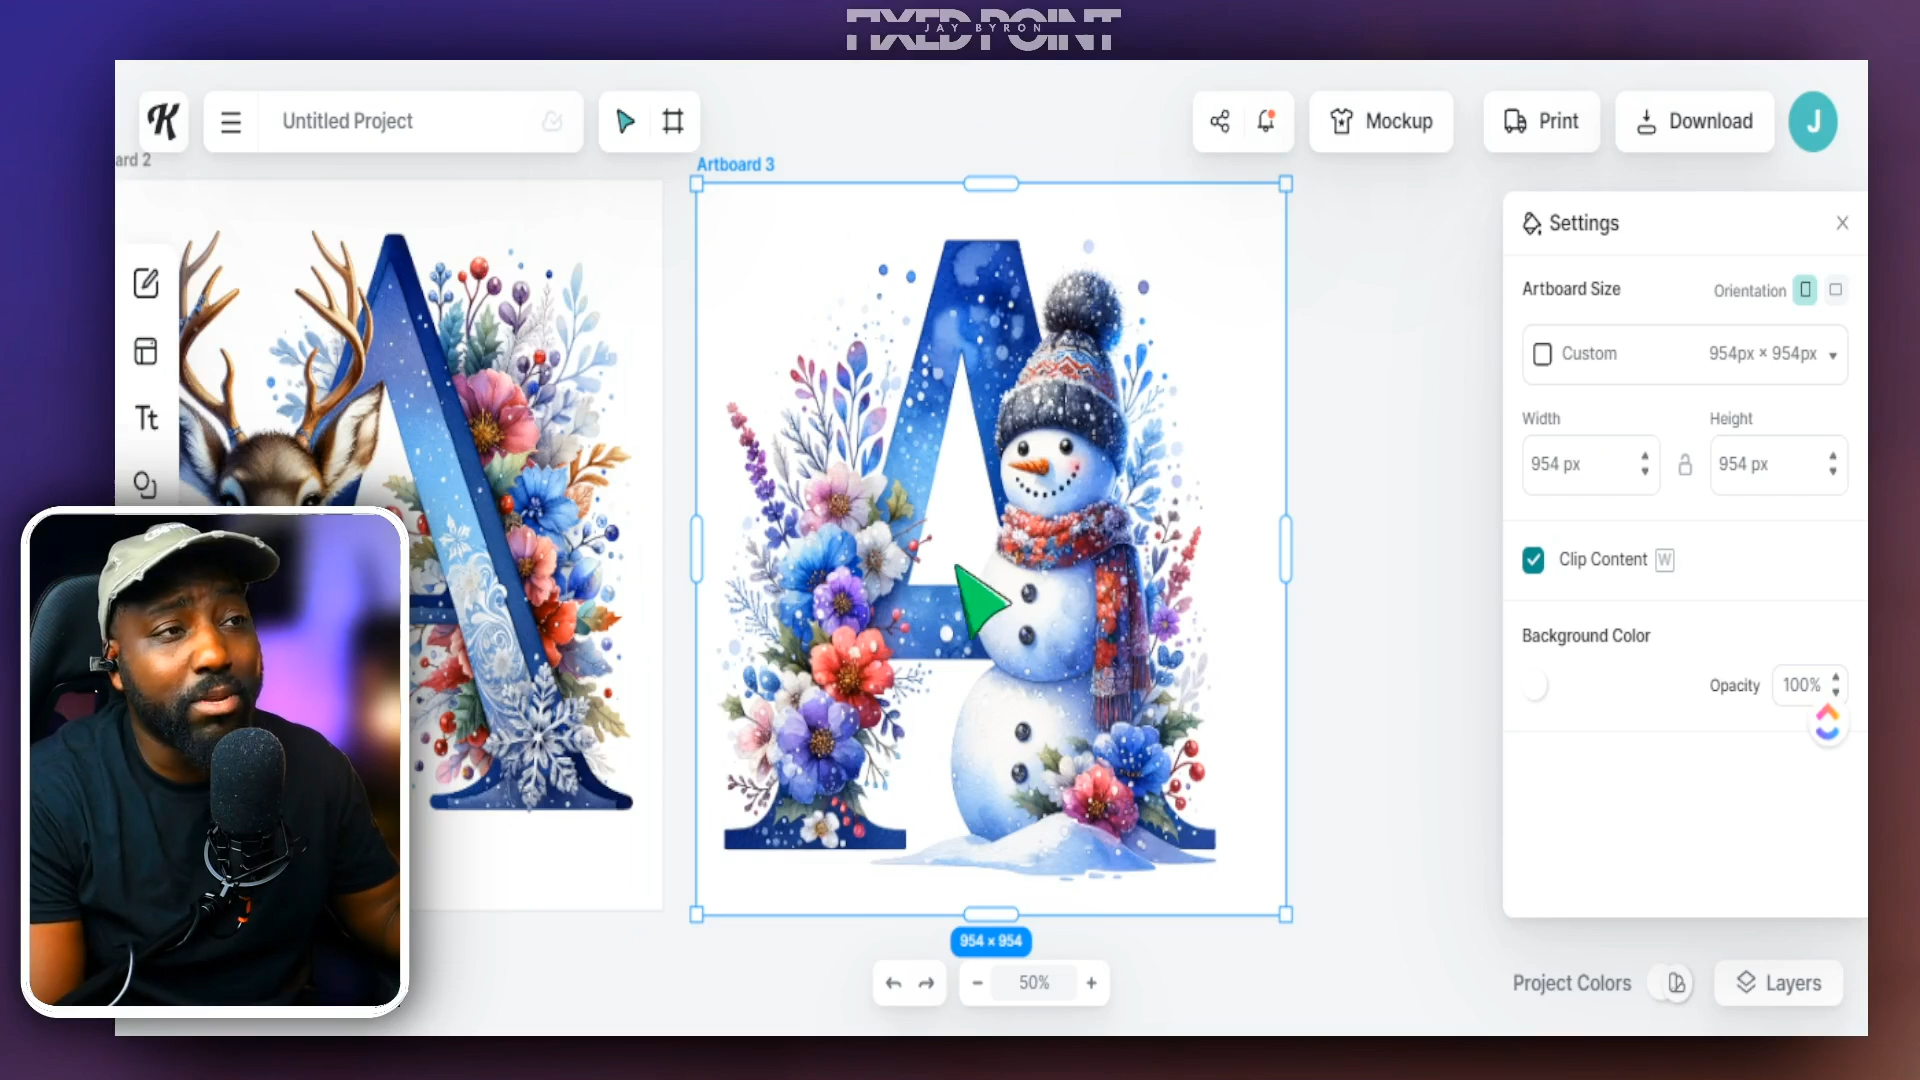 FIXED POINT
JAY BYRON
K
Untitled Project
Mockup
Print
Download
J
ard 2
Artboard 3
Settings
Artboard Size
Orientation
Custom
954px × 954px
Tt
Width
Height
954 px
954 px
Clip Content W
Background Color
Opacity
100%
954 × 954
50%
Project Colors
Layers